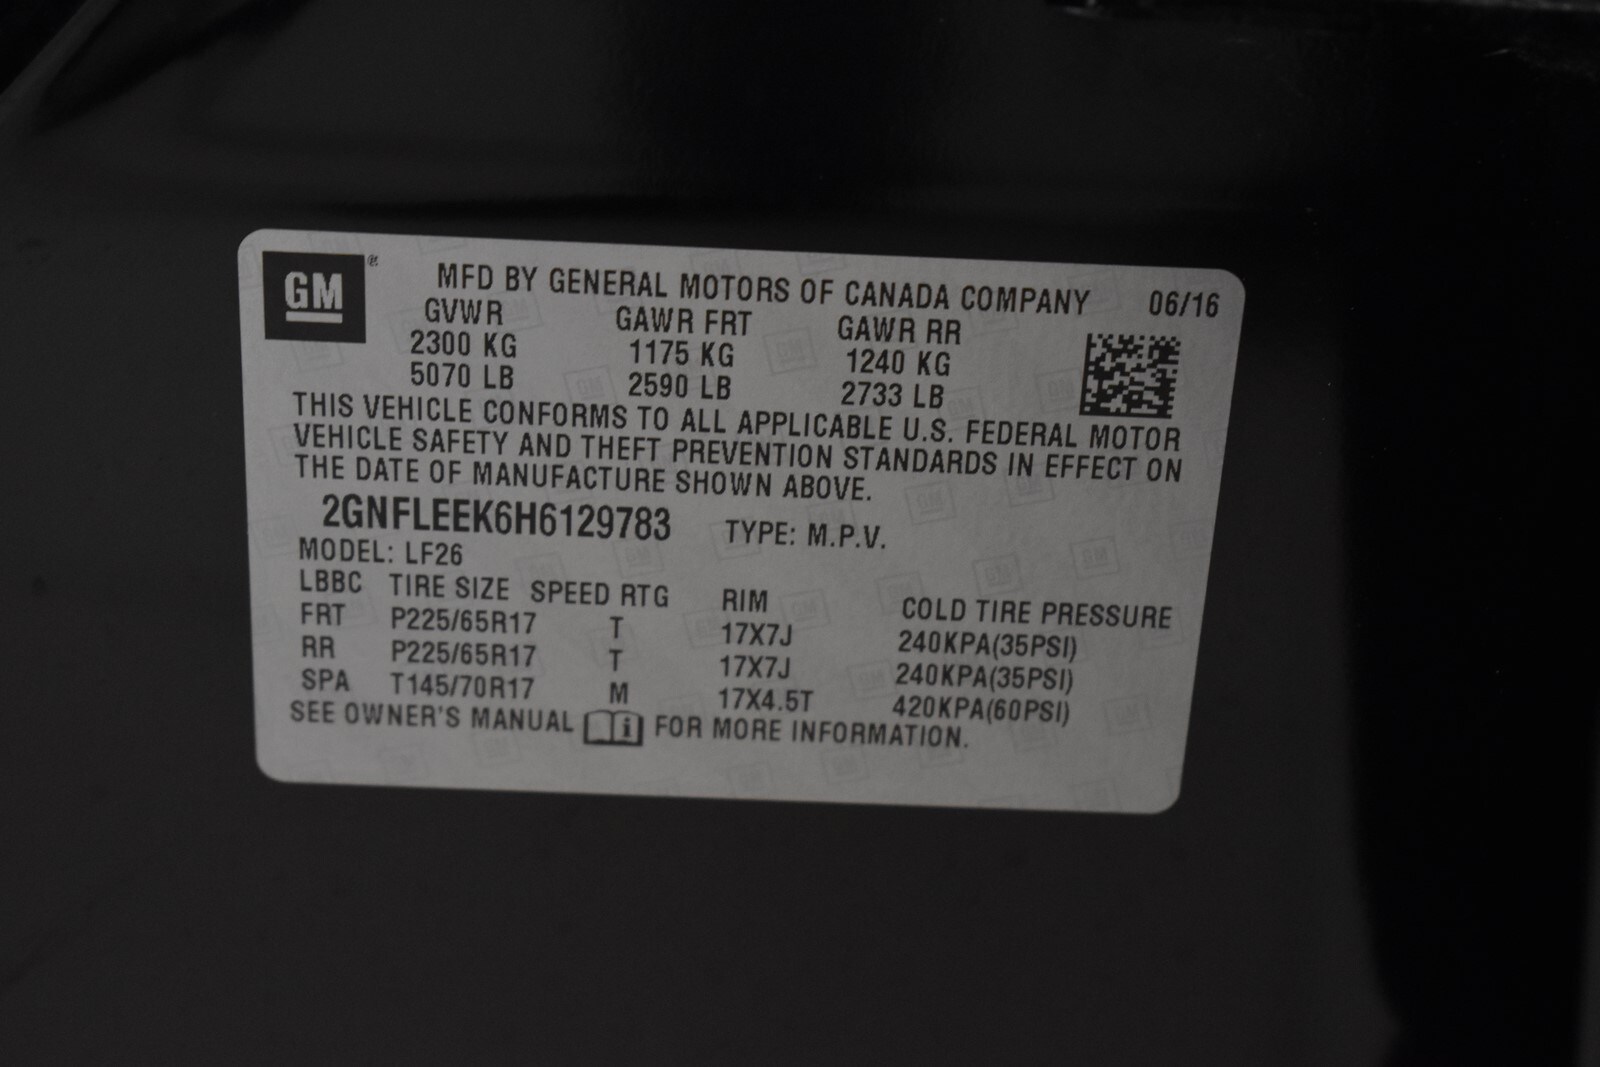 GM®
MFD BY GENERAL MOTORS OF CANADA COMPANY 06/16
GVWR GAWR FRT GAWR RR
2300 KG 1175 KG 1240 KG
5070 LB 2590 LB 2733 LB
THIS VEHICLE CONFORMS TO ALL APPLICABLE U.S. FEDERAL MOTOR
VEHICLE SAFETY AND THEFT PREVENTION STANDARDS IN EFFECT ON
THE DATE OF MANUFACTURE SHOWN ABOVE.
2GNFLEEK6H6129783 TYPE: M.P.V.
MODEL: LF26
LBBC TIRE SIZE SPEED RTG RIM COLD TIRE PRESSURE
FRT P225/65R17 T 17X7J 240KPA(35PSI)
RR P225/65R17 T 17X7J 240KPA(35PSI)
SPA T145/70R17 M 17X4.5T 420KPA(60PSI)
SEE OWNER'S MANUAL i FOR MORE INFORMATION.